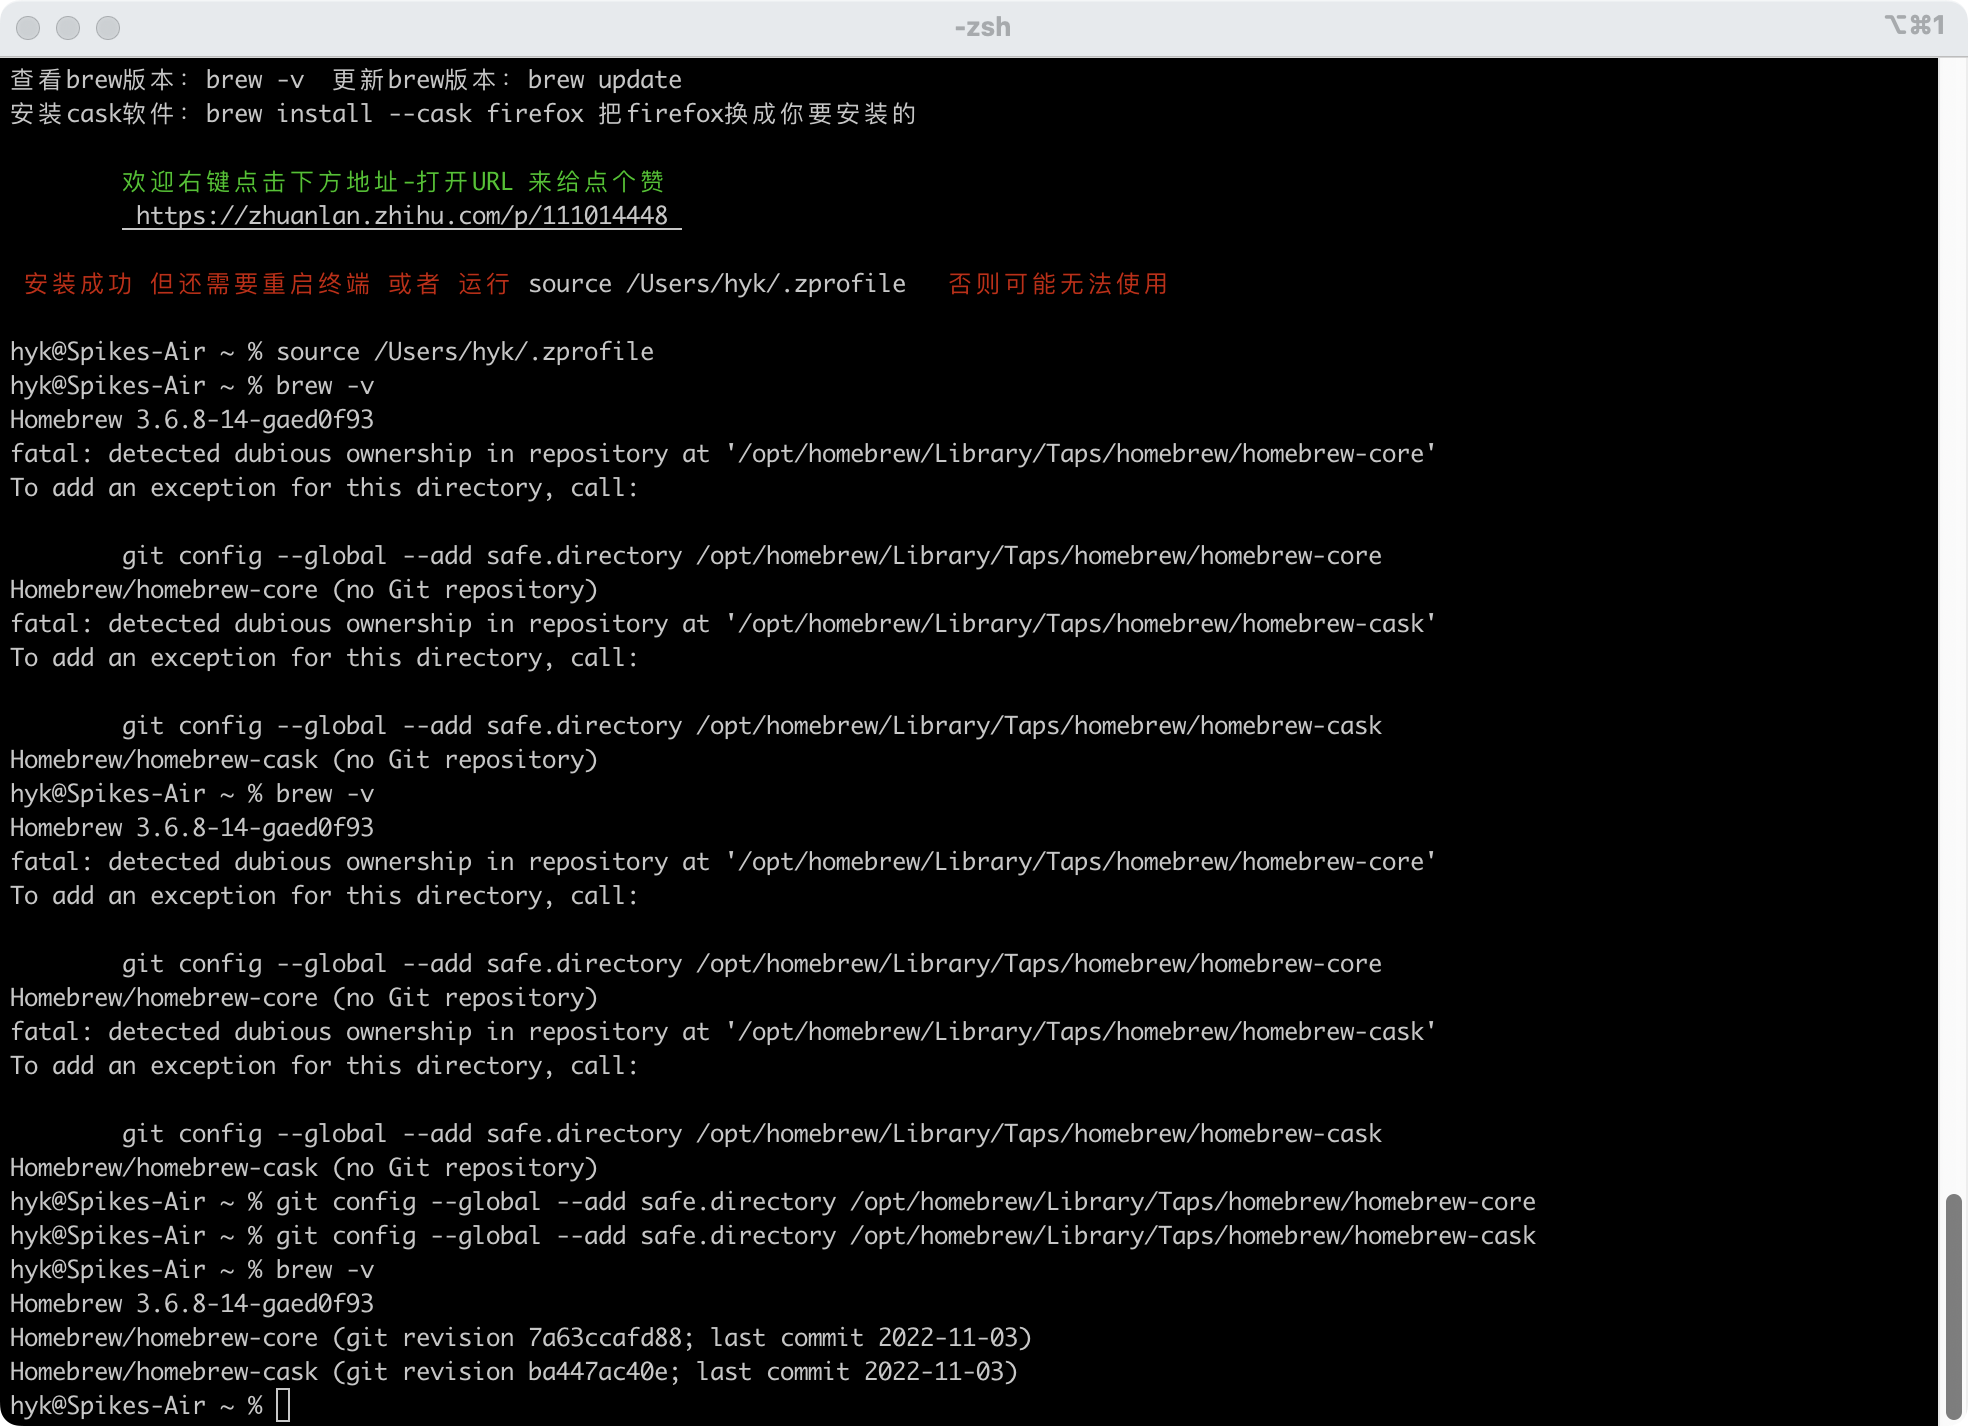 -zsh
⌥⌘1
查看brew版本：brew -v  更新brew版本：brew update
安装cask软件：brew install --cask firefox 把firefox换成你要安装的
欢迎右键点击下方地址-打开URL 来给点个赞
https://zhuanlan.zhihu.com/p/111014448
安装成功 但还需要重启终端 或者 运行 source /Users/hyk/.zprofile   否则可能无法使用
hyk@Spikes-Air ~ % source /Users/hyk/.zprofile
hyk@Spikes-Air ~ % brew -v
Homebrew 3.6.8-14-gaed0f93
fatal: detected dubious ownership in repository at '/opt/homebrew/Library/Taps/homebrew/homebrew-core'
To add an exception for this directory, call:
git config --global --add safe.directory /opt/homebrew/Library/Taps/homebrew/homebrew-core
Homebrew/homebrew-core (no Git repository)
fatal: detected dubious ownership in repository at '/opt/homebrew/Library/Taps/homebrew/homebrew-cask'
To add an exception for this directory, call:
git config --global --add safe.directory /opt/homebrew/Library/Taps/homebrew/homebrew-cask
Homebrew/homebrew-cask (no Git repository)
hyk@Spikes-Air ~ % brew -v
Homebrew 3.6.8-14-gaed0f93
fatal: detected dubious ownership in repository at '/opt/homebrew/Library/Taps/homebrew/homebrew-core'
To add an exception for this directory, call:
git config --global --add safe.directory /opt/homebrew/Library/Taps/homebrew/homebrew-core
Homebrew/homebrew-core (no Git repository)
fatal: detected dubious ownership in repository at '/opt/homebrew/Library/Taps/homebrew/homebrew-cask'
To add an exception for this directory, call:
git config --global --add safe.directory /opt/homebrew/Library/Taps/homebrew/homebrew-cask
Homebrew/homebrew-cask (no Git repository)
hyk@Spikes-Air ~ % git config --global --add safe.directory /opt/homebrew/Library/Taps/homebrew/homebrew-core
hyk@Spikes-Air ~ % git config --global --add safe.directory /opt/homebrew/Library/Taps/homebrew/homebrew-cask
hyk@Spikes-Air ~ % brew -v
Homebrew 3.6.8-14-gaed0f93
Homebrew/homebrew-core (git revision 7a63ccafd88; last commit 2022-11-03)
Homebrew/homebrew-cask (git revision ba447ac40e; last commit 2022-11-03)
hyk@Spikes-Air ~ %